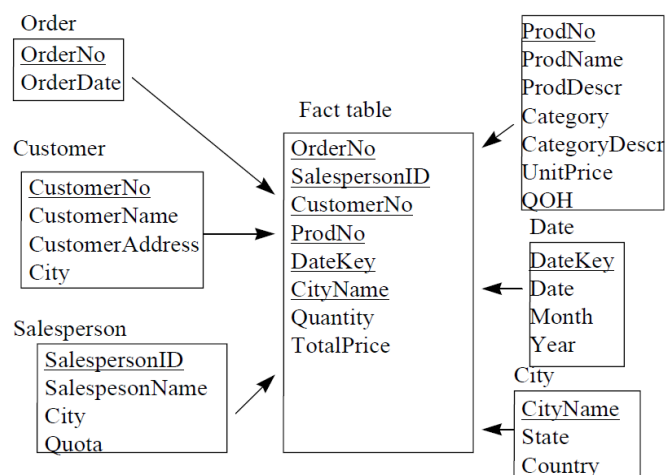 Order
OrderNo
OrderDate
Customer
CustomerNo
CustomerName
CustomerAddress
City
Salesperson
SalespersonID
SalespesonName
City
Quota
Fact table
OrderNo
SalespersonID
CustomerNo
ProdNo
DateKey
CityName
Quantity
TotalPrice
ProdNo
ProdName
ProdDescr
Category
CategoryDescr
UnitPrice
QOH
Date
DateKey
Date
Month
Year
City
CityName
State
Country